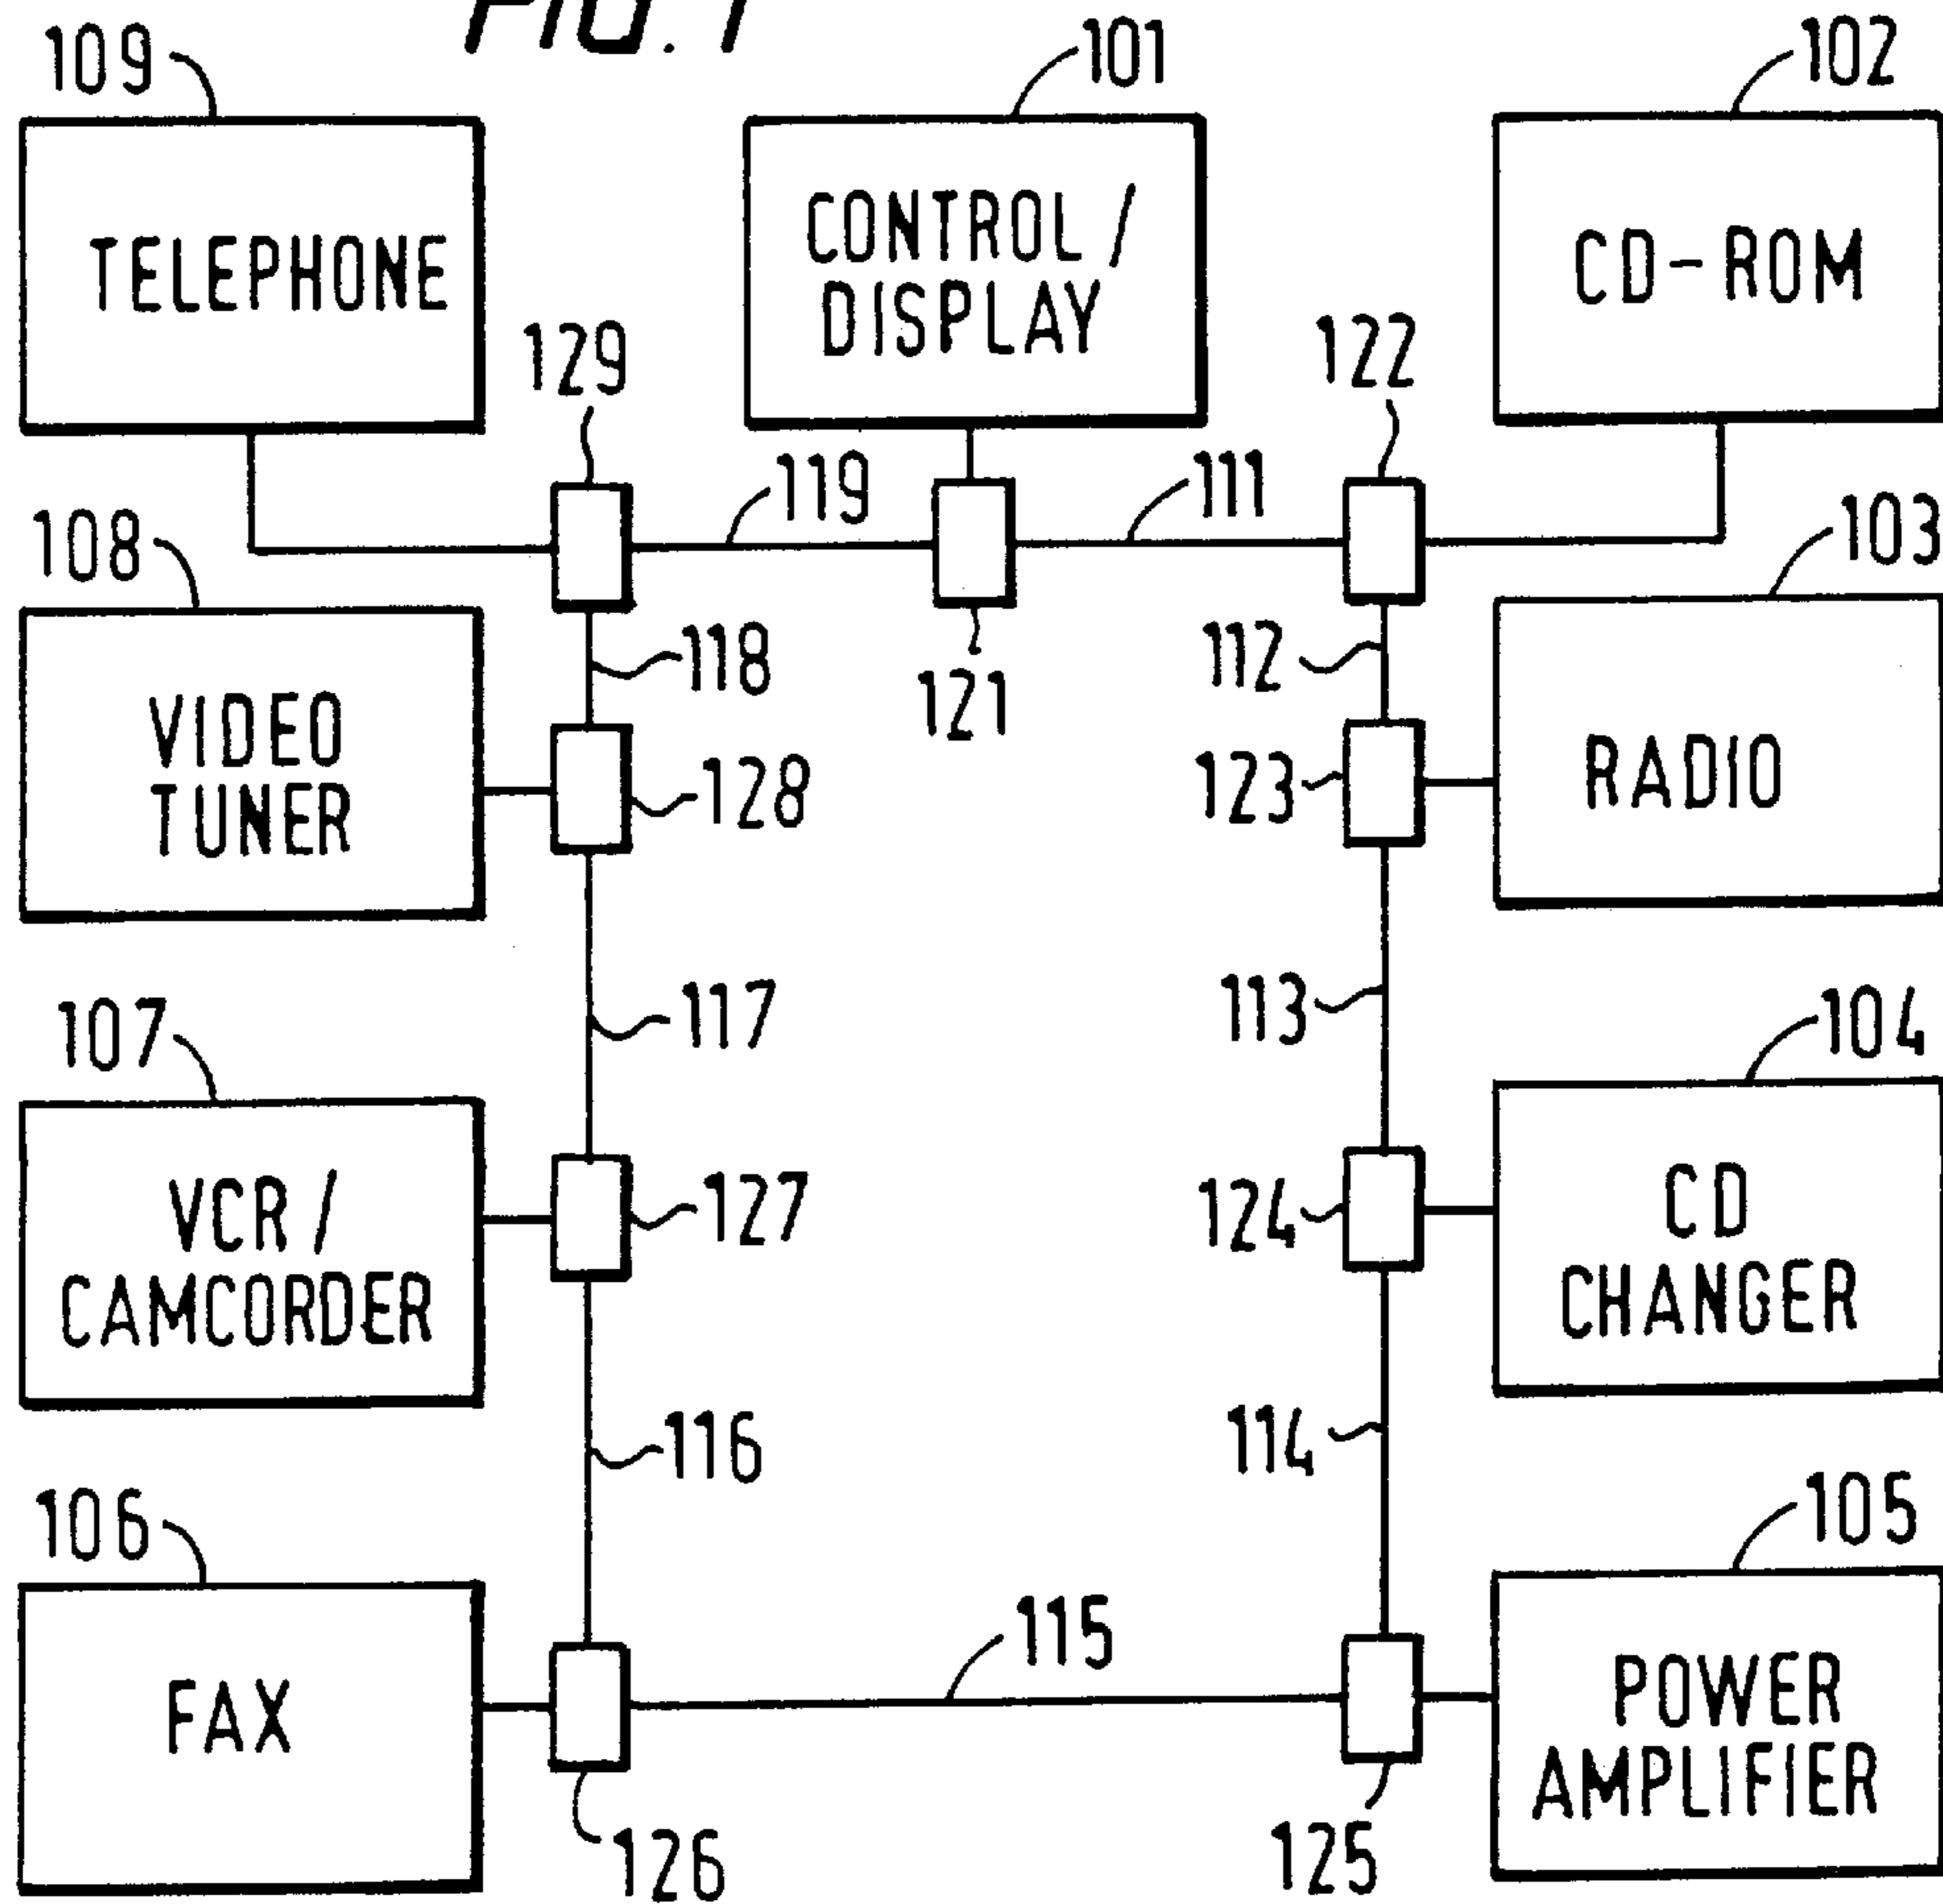 FIG. 1
109
101
102
TELEPHONE
CONTROL /
DISPLAY
CD-ROM
129
122
119
111
108
103
118
121
112
VIDEO
TUNER
128
123
RADIO
117
113
107
104
VCR /
CAMCORDER
127
124
CD
CHANGER
116
114
106
105
115
FAX
POWER
AMPLIFIER
126
125